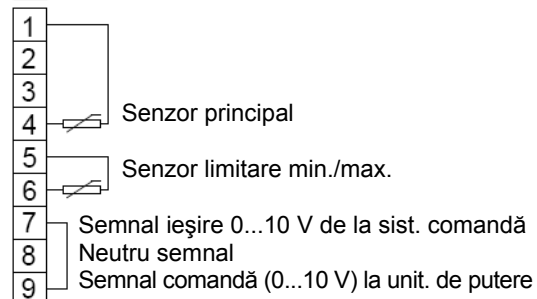 1
2
3
4 Senzor principal
5
Senzor limitare min./max.
6
7 Semnal ieşire 0...10 V de la sist. comandă
8 Neutru semnal
9 Semnal comandă (0...10 V) la unit. de putere